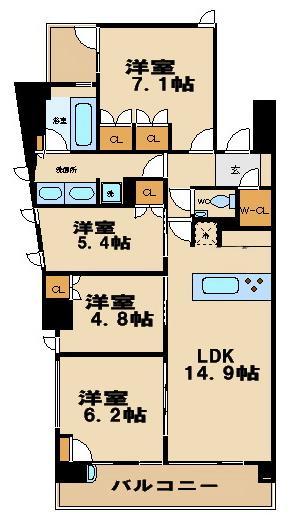 洋室
7.1帖
浴室
CL
CL
洗面所
玄
洗
CL
WC
W-CL
洋室
5.4帖
冷
CL
洋室
4.8帖
LDK
14.9帖
洋室
6.2帖
バルコニー